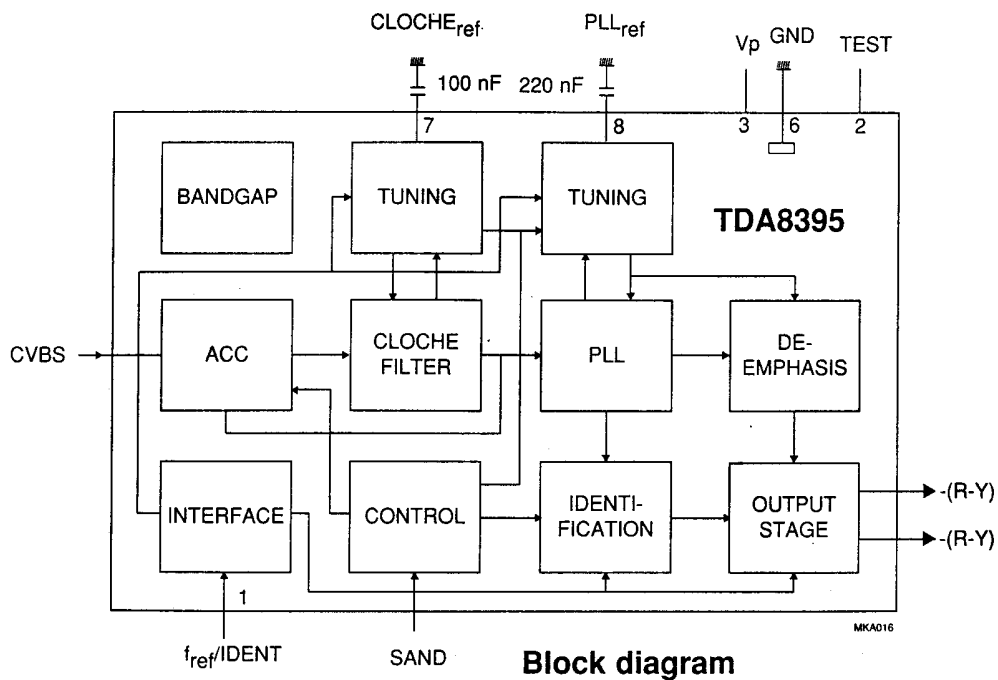 CLOCHEref.
PLLref
Vp
GND
TEST
100 nF
220 nF
7
8
3
6
2
BANDGAP
TUNING
TUNING
TDA8395
CVBS
ACC
CLOCHE
FILTER
PLL
DE-
EMPHASIS
INTERFACE
CONTROL
IDENTI-
FICATION
OUTPUT
STAGE
-(R-Y)
-(R-Y)
1
MKA016
fref/IDENT
SAND
Block diagram